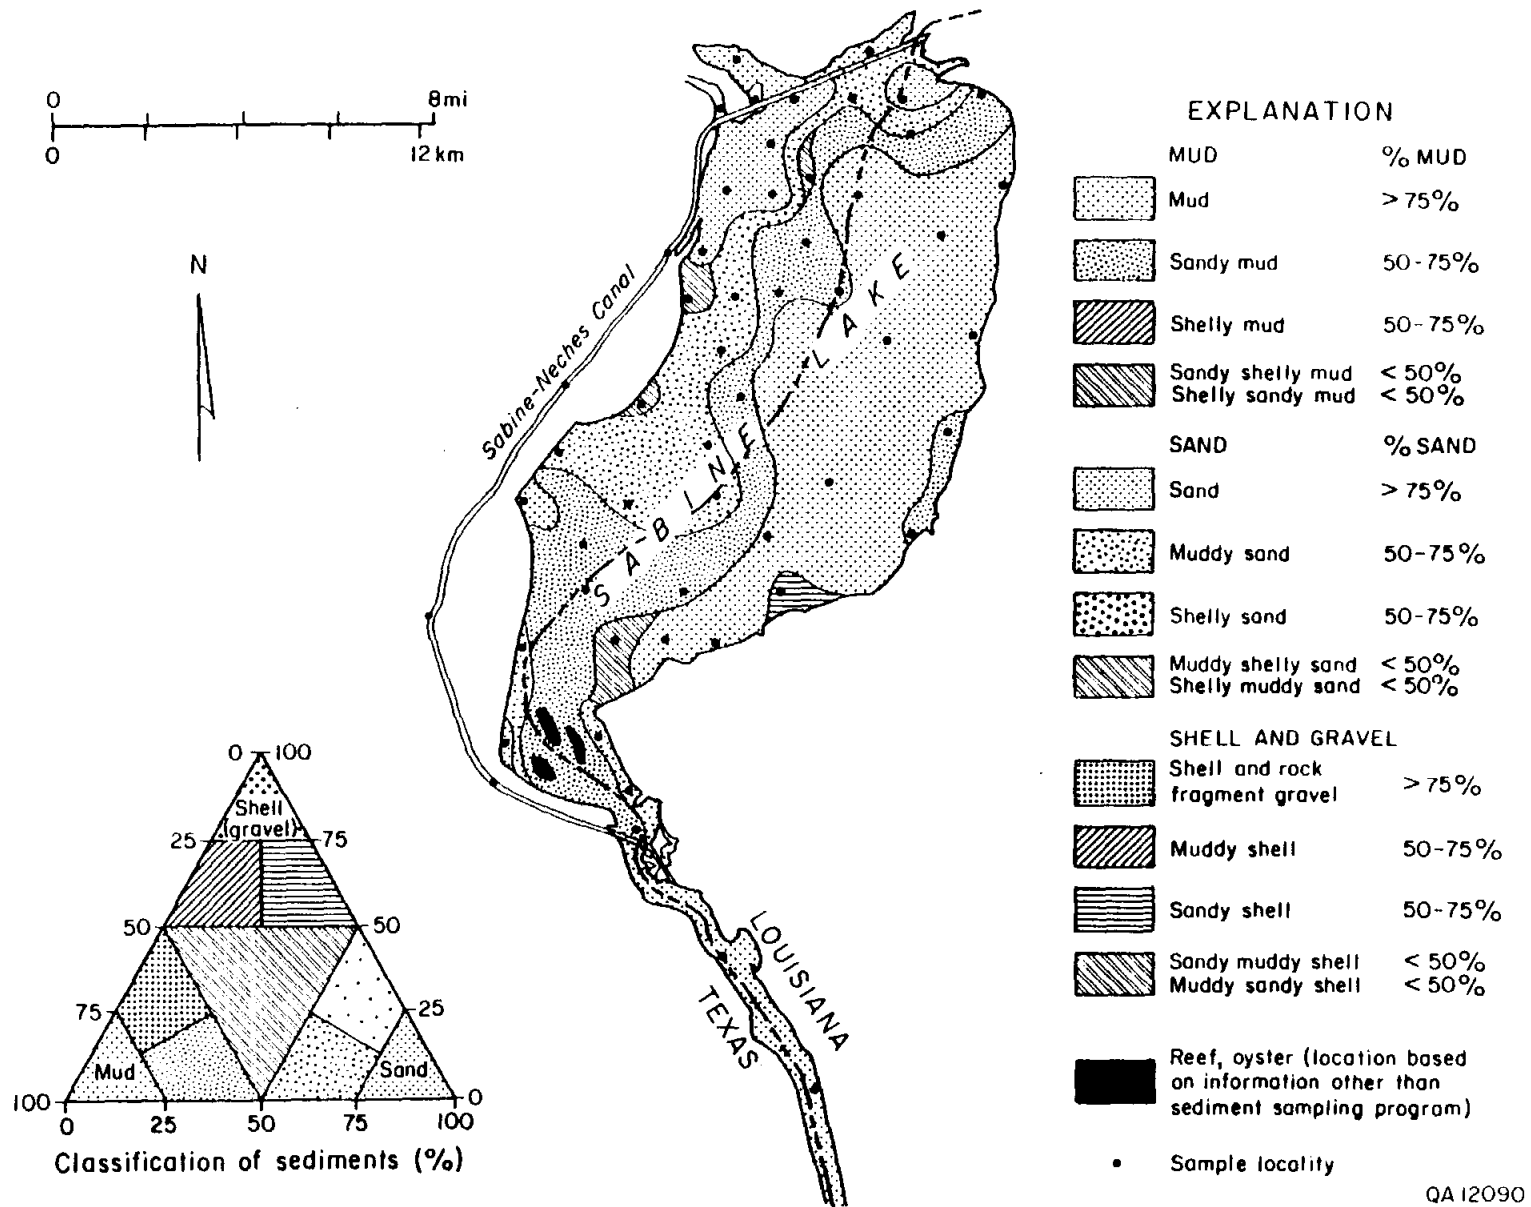 0 8mi
0 12 km
N
Sabine-Neches Canal
SABINE LAKE
LOUISIANA
TEXAS
EXPLANATION
MUD % MUD
Mud > 75%
Sandy mud 50-75%
Shelly mud 50-75%
Sandy shelly mud < 50%
Shelly sandy mud < 50%
SAND % SAND
Sand > 75%
Muddy sand 50-75%
Shelly sand 50-75%
Muddy shelly sand < 50%
Shelly muddy sand < 50%
SHELL AND GRAVEL
Shell and rock
fragment gravel > 75%
Muddy shell 50-75%
Sandy shell 50-75%
Sandy muddy shell < 50%
Muddy sandy shell < 50%
Reef, oyster (location based
on information other than
sediment sampling program)
Sample locality
0 100
Shell
(gravel)
25 75
50 50
75 25
Mud Sand
100 0
0 25 50 75 100
Classification of sediments (%)
QA12090